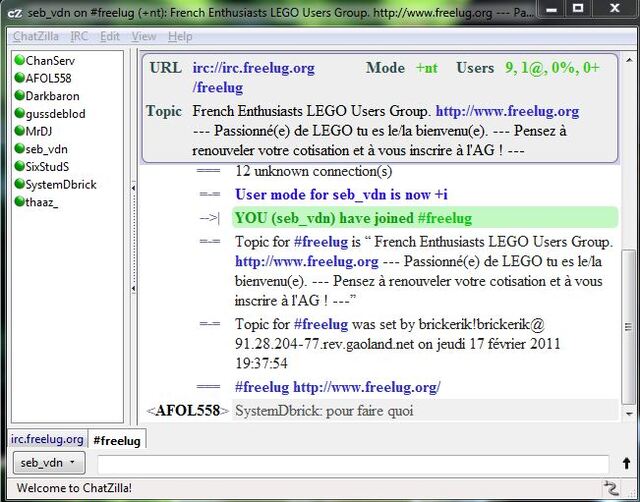 cZ seb_vdn on #freelug (+nt): French Enthusiasts LEGO Users Group. http://www.freelug.org --- Pa...
ChatZilla IRC Edit View Help
ChanServ
AFOL558
Darkbaron
gussdeblod
MrDJ
seb_vdn
SixStudS
SystemDbrick
thaaz_
URL irc://irc.freelug.org Mode +nt Users 9, 1@, 0%, 0+
/freelug
Topic French Enthusiasts LEGO Users Group. http://www.freelug.org
--- Passionné(e) de LEGO tu es le/la bienvenu(e). --- Pensez à
renouveler votre cotisation et à vous inscrire à l'AG ! ---
=== 12 unknown connection(s)
=-= User mode for seb_vdn is now +i
-->| YOU (seb_vdn) have joined #freelug
=-= Topic for #freelug is “ French Enthusiasts LEGO Users Group.
http://www.freelug.org --- Passionné(e) de LEGO tu es le/la
bienvenu(e). --- Pensez à renouveler votre cotisation et à vous
inscrire à l'AG ! ---”
=-= Topic for #freelug was set by brickerik!brickerik@
91.28.204-77.rev.gaoland.net on jeudi 17 février 2011
19:37:54
=== #freelug http://www.freelug.org/
<AFOL558> SystemDbrick: pour faire quoi
irc.freelug.org #freelug
seb_vdn
Welcome to ChatZilla!